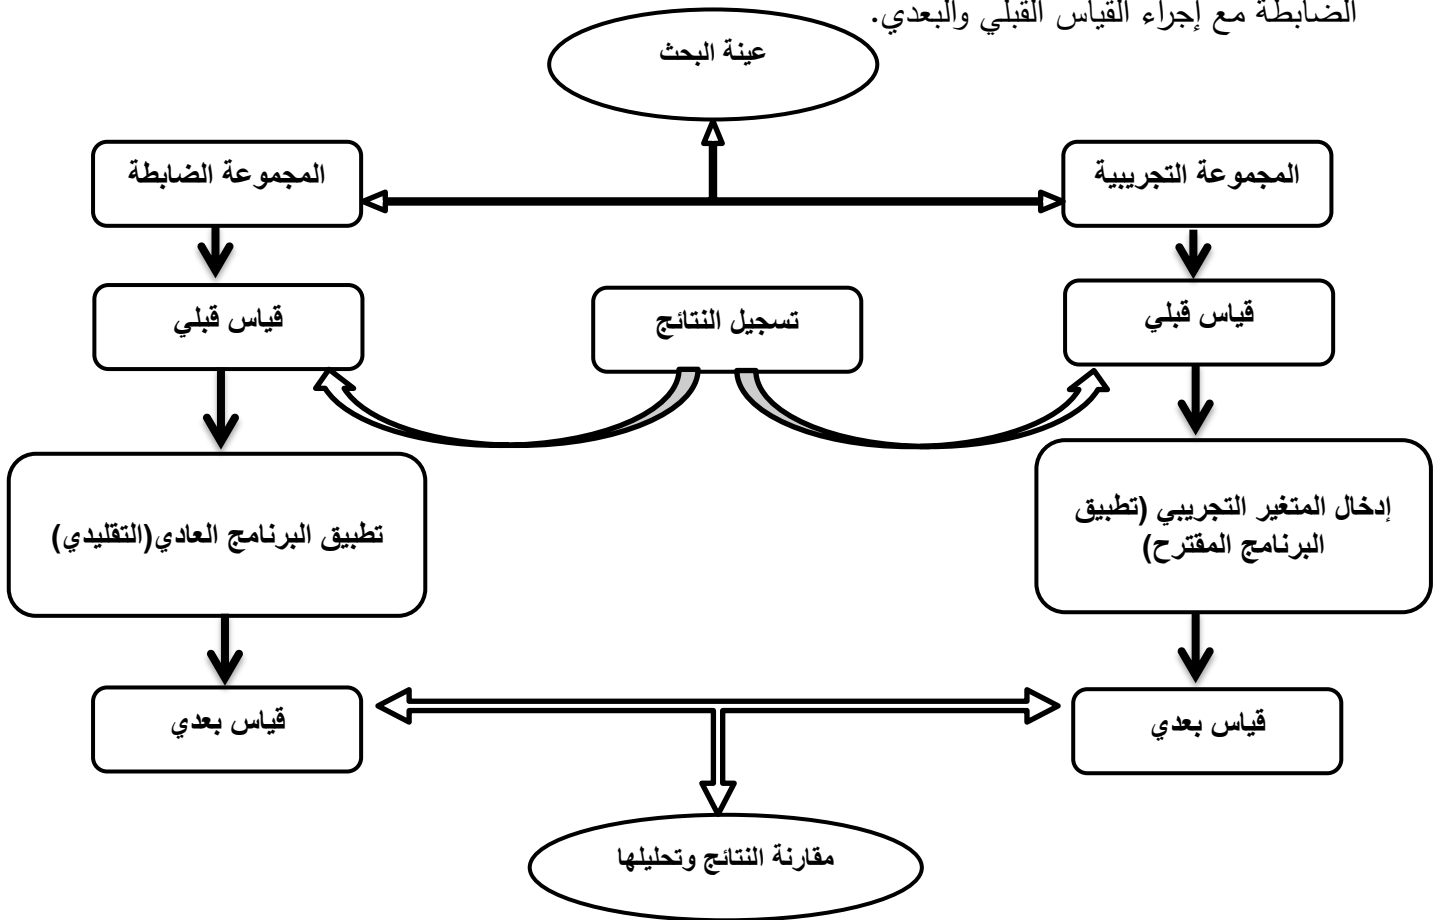 الضابطة مع إجراء القياس القبلي والبعدي.
عينة البحث
المجموعة التجريبية
المجموعة الضابطة
قياس قبلي
تسجيل النتائج
قياس قبلي
إدخال المتغير التجريبي (تطبيق
البرنامج المقترح)
تطبيق البرنامج العادي(التقليدي)
قياس بعدي
قياس بعدي
مقارنة النتائج وتحليلها